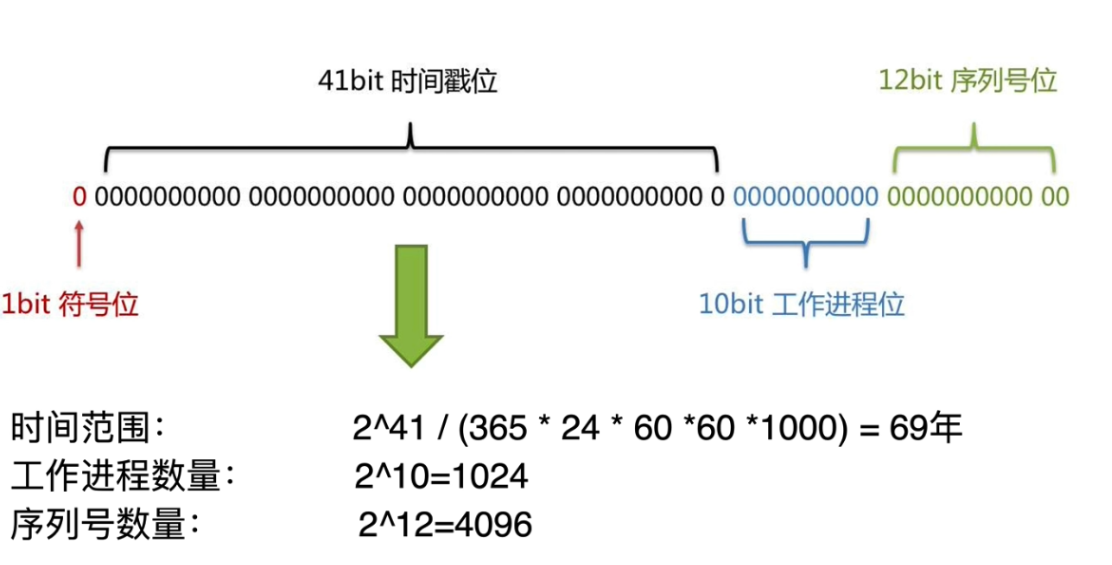 41bit 时间戳位
12bit 序列号位
0 0000000000 0000000000 0000000000 0000000000 0 0000000000 0000000000 00
1bit 符号位
10bit 工作进程位
时间范围： 2^41 / (365 * 24 * 60 *60 *1000) = 69年
工作进程数量： 2^10=1024
序列号数量： 2^12=4096